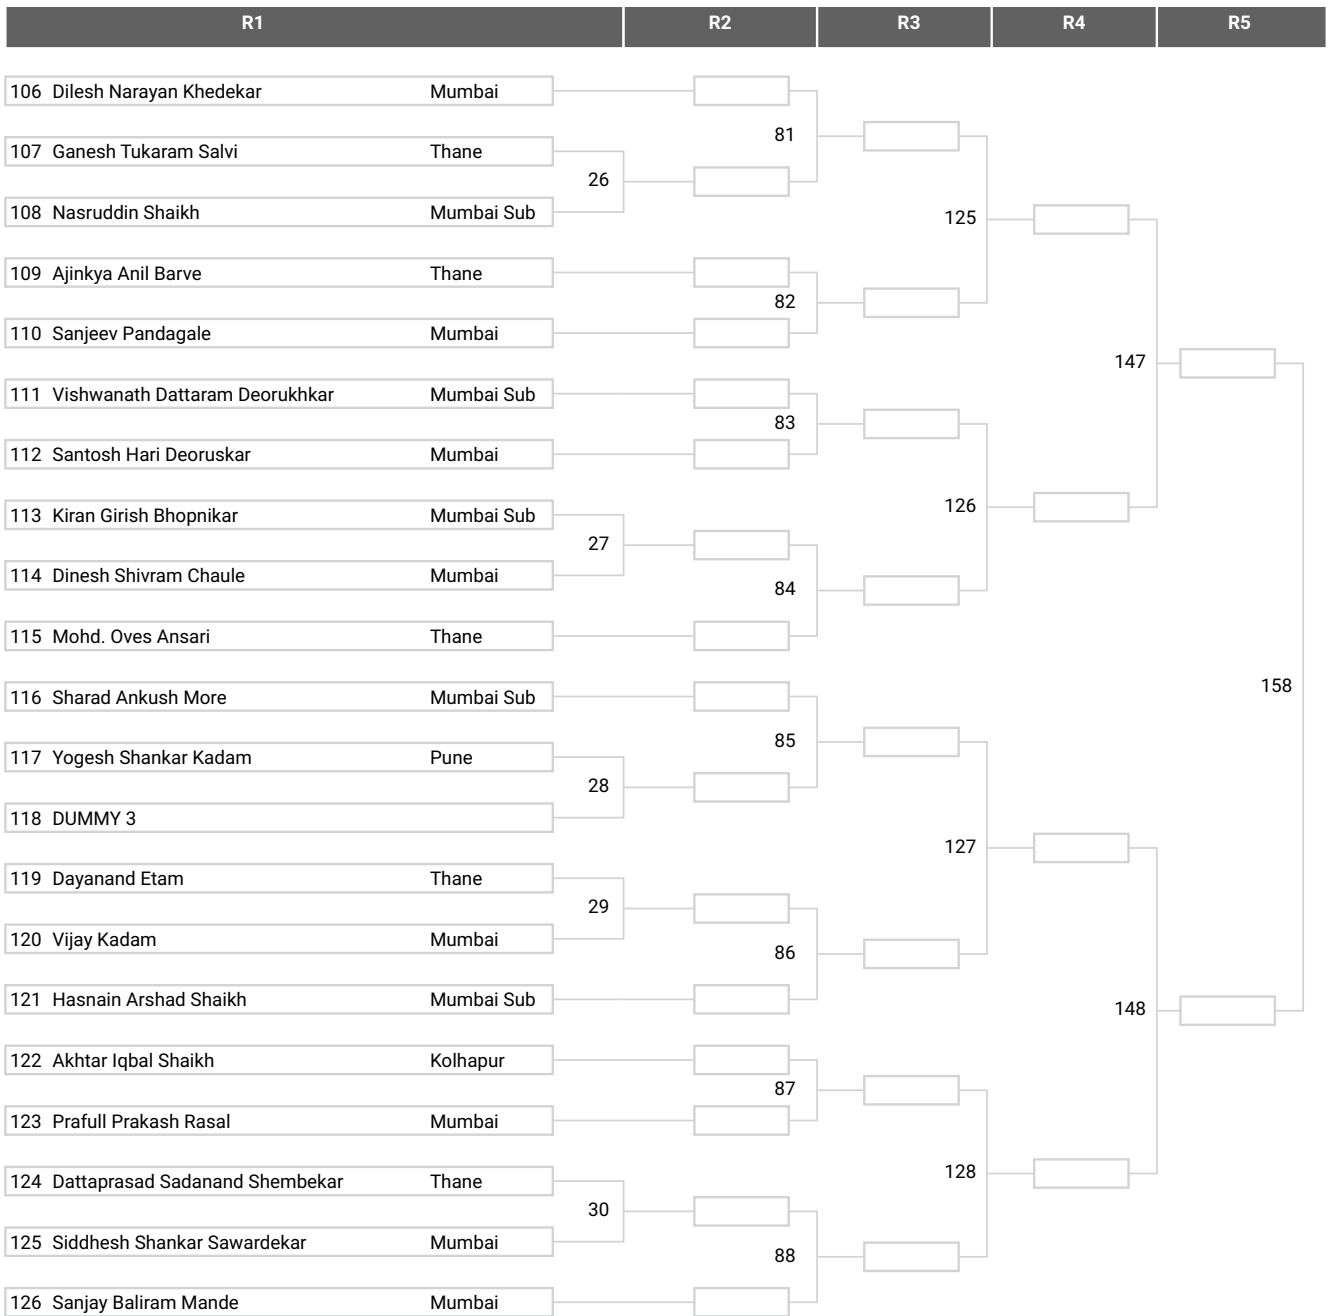 R1 R2 R3 R4 R5
106 Dilesh Narayan Khedekar Mumbai
81
107 Ganesh Tukaram Salvi Thane
26
108 Nasruddin Shaikh Mumbai Sub
125
109 Ajinkya Anil Barve Thane
82
110 Sanjeev Pandagale Mumbai
147
111 Vishwanath Dattaram Deorukhkar Mumbai Sub
83
112 Santosh Hari Deoruskar Mumbai
126
113 Kiran Girish Bhopnikar Mumbai Sub
27
114 Dinesh Shivram Chaule Mumbai
84
115 Mohd. Oves Ansari Thane
158
116 Sharad Ankush More Mumbai Sub
85
117 Yogesh Shankar Kadam Pune
28
118 DUMMY 3
127
119 Dayanand Etam Thane
29
120 Vijay Kadam Mumbai
86
121 Hasnain Arshad Shaikh Mumbai Sub
148
122 Akhtar Iqbal Shaikh Kolhapur
87
123 Prafull Prakash Rasal Mumbai
128
124 Dattaprasad Sadanand Shembekar Thane
30
125 Siddhesh Shankar Sawardekar Mumbai
88
126 Sanjay Baliram Mande Mumbai